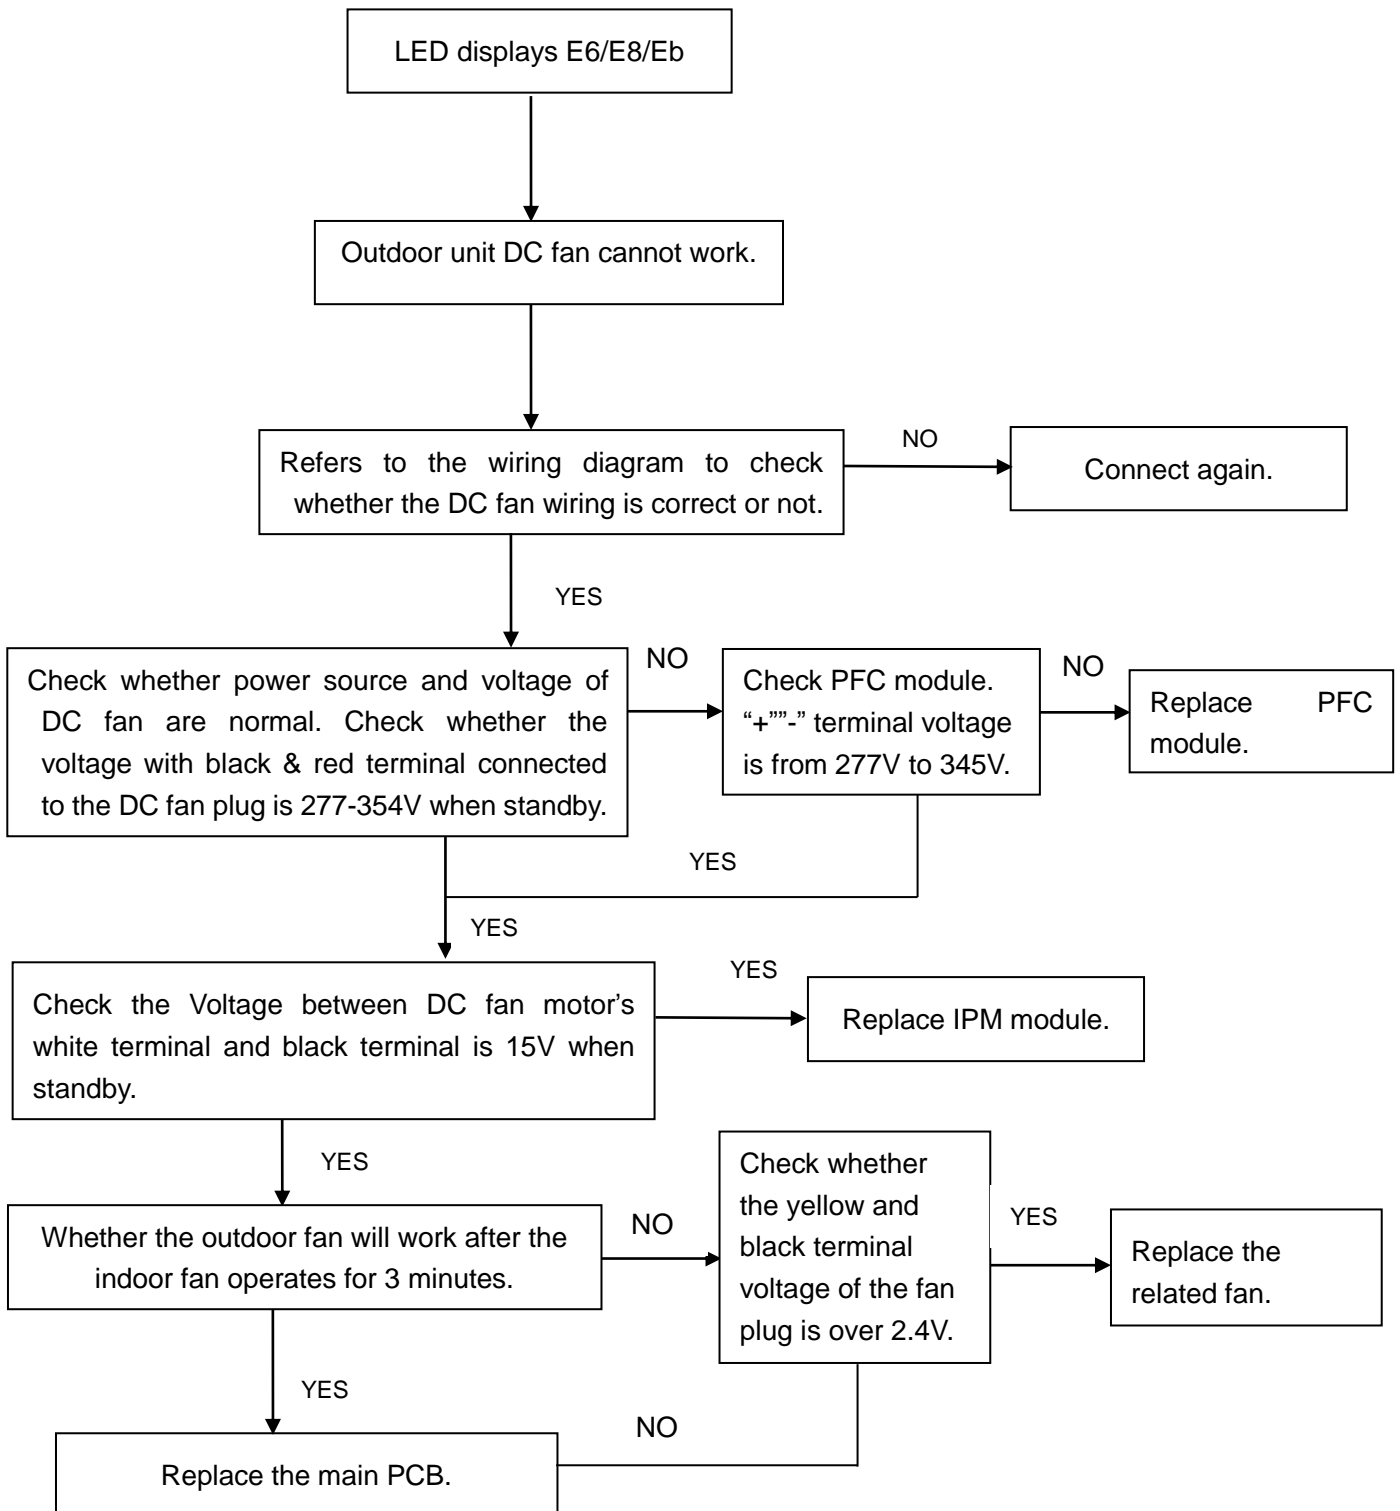 LED displays E6/E8/Eb
Outdoor unit DC fan cannot work.
Refers to the wiring diagram to check
whether the DC fan wiring is correct or not.
NO
Connect again.
YES
Check whether power source and voltage of
DC fan are normal. Check whether the
voltage with black & red terminal connected
to the DC fan plug is 277-354V when standby.
NO
Check PFC module.
“+””-” terminal voltage
is from 277V to 345V.
NO
Replace PFC
module.
YES
YES
Check the Voltage between DC fan motor’s
white terminal and black terminal is 15V when
standby.
YES
Replace IPM module.
YES
Whether the outdoor fan will work after the
indoor fan operates for 3 minutes.
NO
Check whether
the yellow and
black terminal
voltage of the fan
plug is over 2.4V.
YES
Replace the
related fan.
YES
NO
Replace the main PCB.